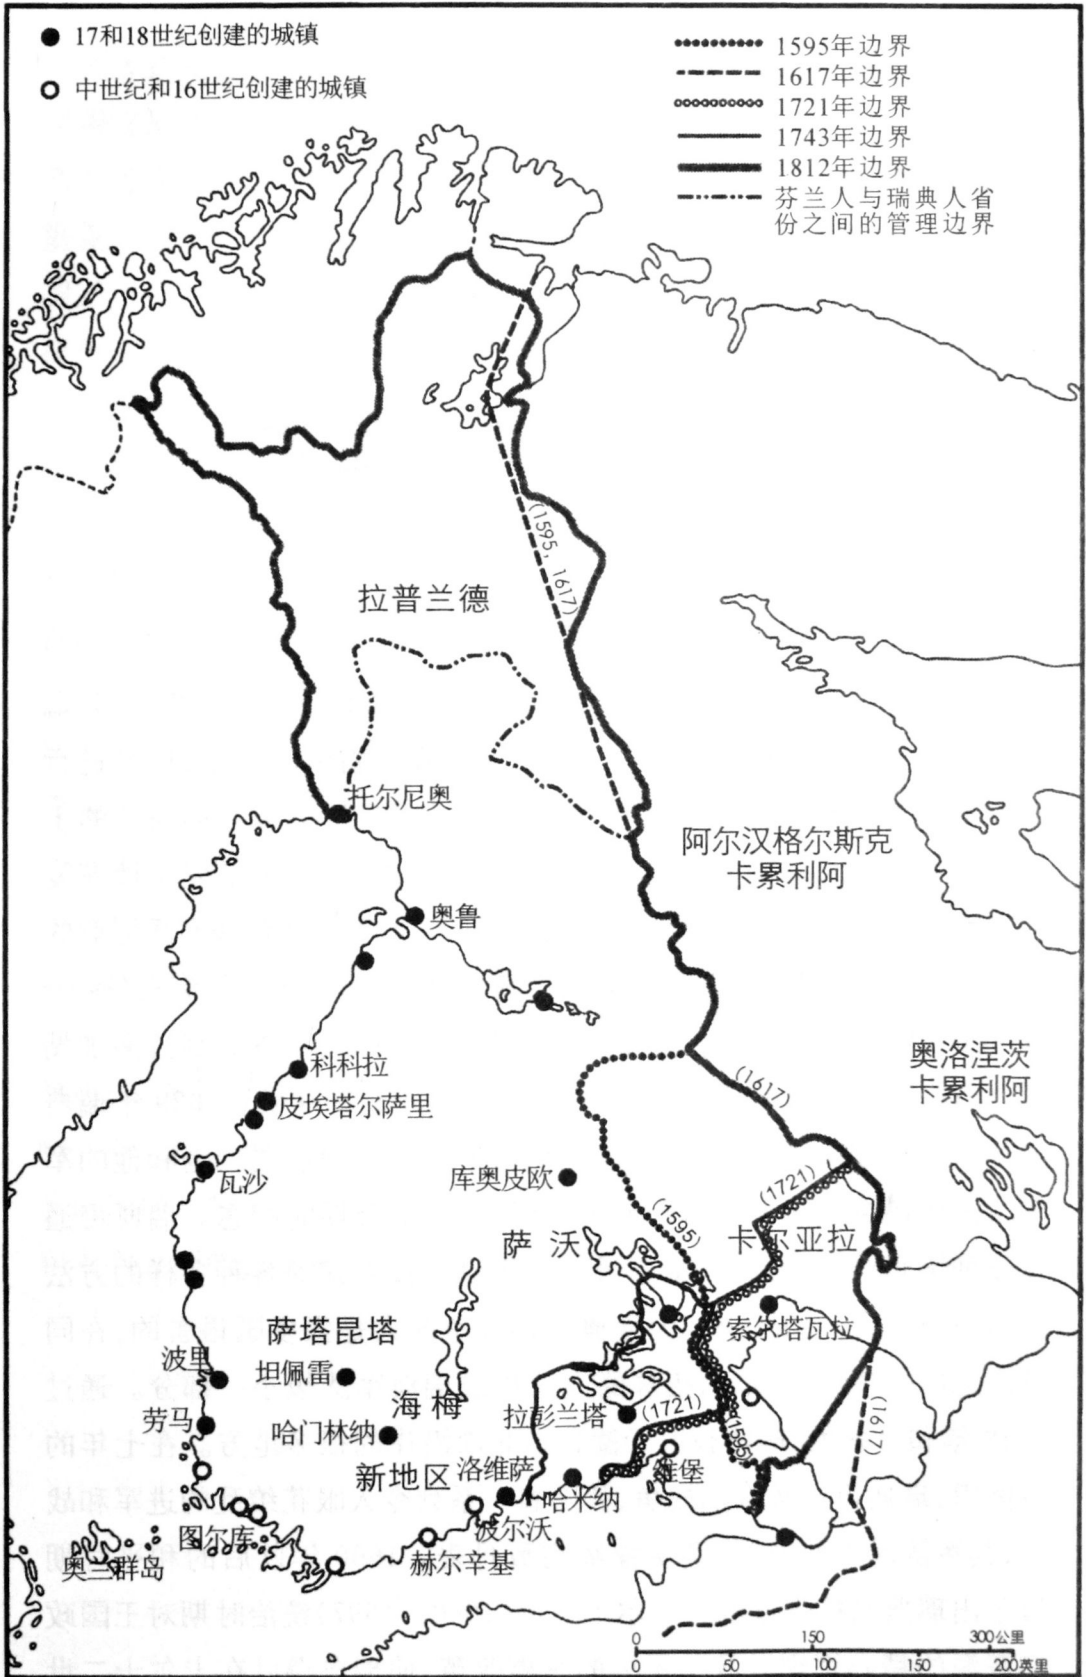 17和18世纪创建的城镇
中世纪和16世纪创建的城镇
1595年边界
1617年边界
1721年边界
1743年边界
1812年边界
芬兰人与瑞典人省
份之间的管理边界
(1595, 1617)
拉普兰德
托尔尼奥
阿尔汉格尔斯克
卡累利阿
奥鲁
科科拉
皮埃塔尔萨里
(1617)
奥洛涅茨
卡累利阿
瓦沙
库奥皮欧
(1721)
(1595)
萨沃
卡尔亚拉
萨塔昆塔
索尔塔瓦拉
波里
坦佩雷
海梅
劳马
哈门林纳
拉彭兰塔
(1721)
(1595)
(1617)
新地区
洛维萨
维堡
哈米纳
波尔沃
图尔库
赫尔辛基
奥兰群岛
0 150 300公里
0 50 100 150 200英里